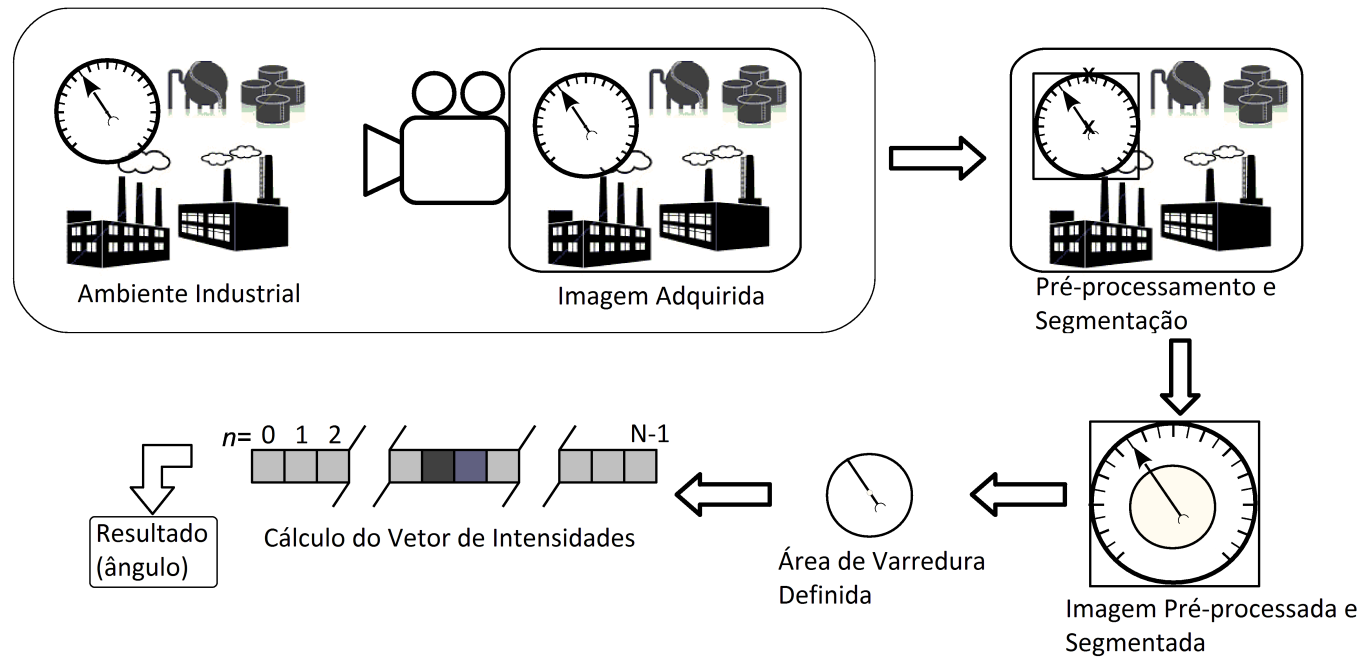 Ambiente Industrial
Imagem Adquirida
x
x
Pré-processamento e
Segmentação
n= 0 1 2 N-1
Cálculo do Vetor de Intensidades
Resultado
(ângulo)
Área de Varredura
Definida
Imagem Pré-processada e
Segmentada